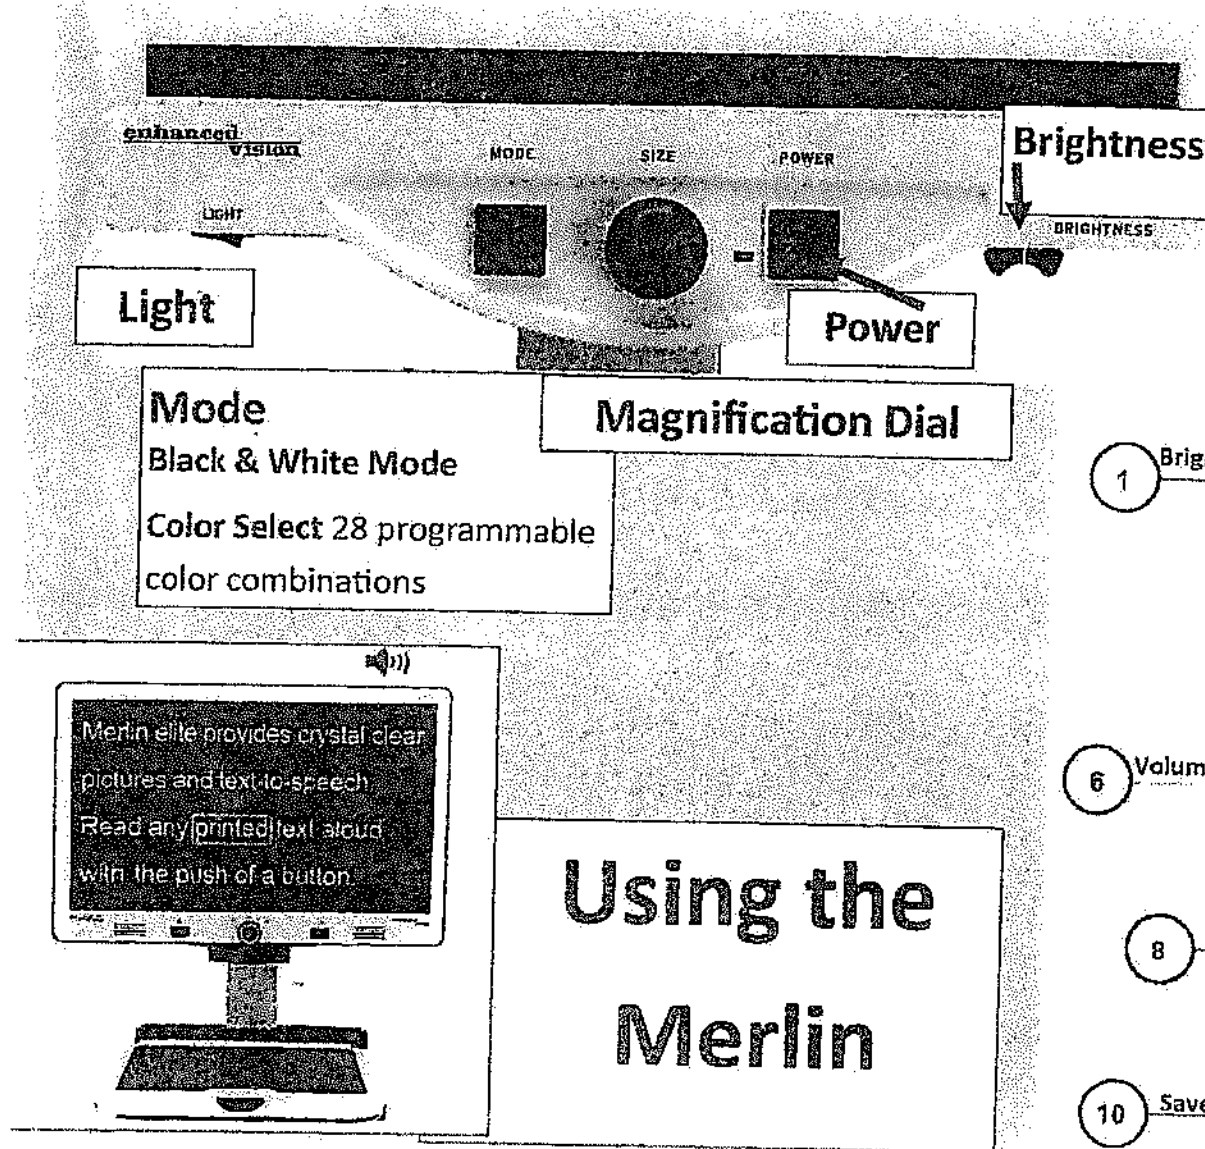 enhanced
vision
MODE
SIZE
POWER
Brightness
LIGHT
BRIGHTNESS
Light
Power
Mode
Black & White Mode
Color Select 28 programmable
color combinations
Magnification Dial
1
Brig
Merlin elite provides crystal clear
pictures and text-to-speech.
Read any printed text aloud
with the push of a button.
6
Volum
Using the
Merlin
8
10
Save